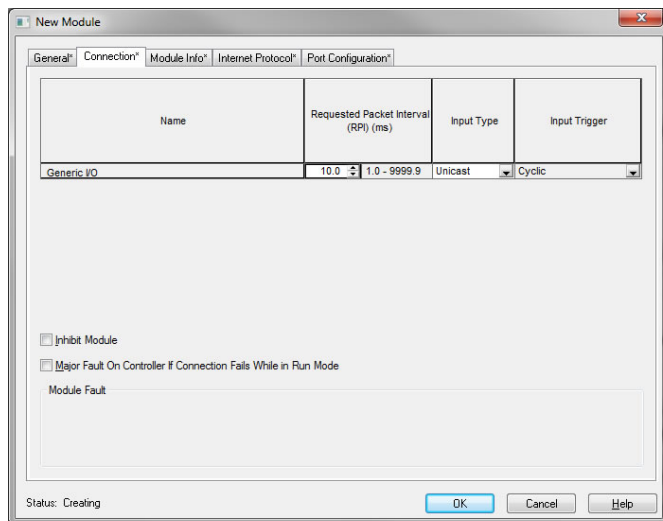 New Module
General* Connection* Module Info* Internet Protocol* Port Configuration*
Name Requested Packet Interval (RPI) (ms) Input Type Input Trigger
Generic I/O 10.0 1.0 - 9999.9 Unicast Cyclic
Inhibit Module
Major Fault On Controller If Connection Fails While in Run Mode
Module Fault
Status: Creating OK Cancel Help